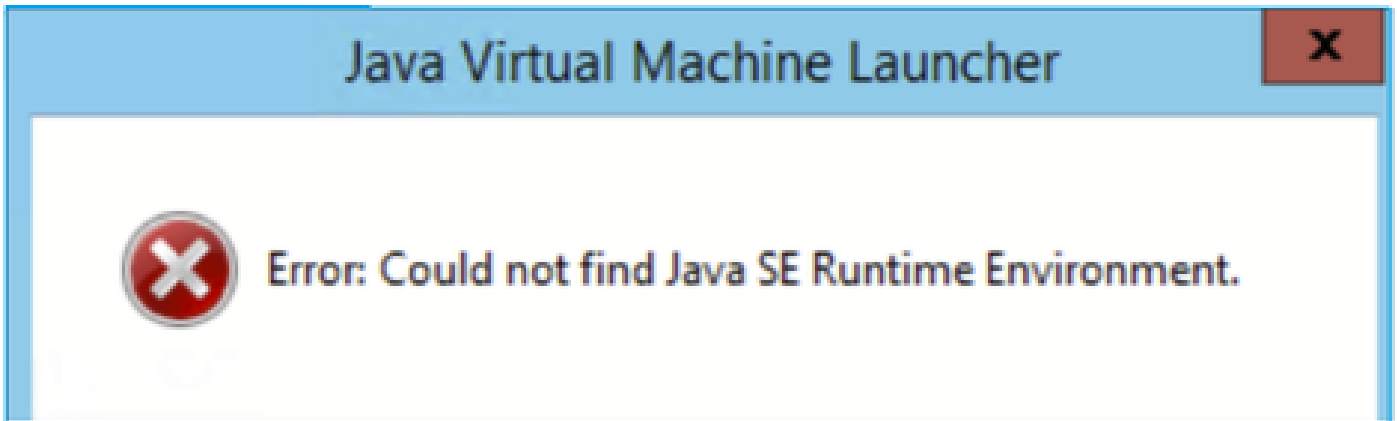 Java Virtual Machine Launcher
Error: Could not find Java SE Runtime Environment.